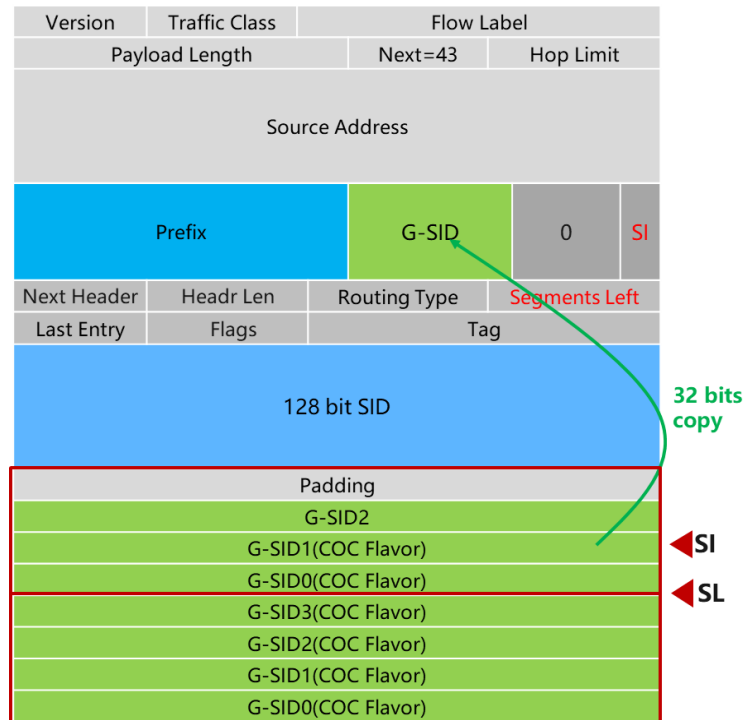 Version Traffic Class Flow Label
Payload Length Next=43 Hop Limit
Source Address
Prefix G-SID 0 SI
Next Header Headr Len Routing Type Segments Left
Last Entry Flags Tag
128 bit SID
32 bits
copy
Padding
G-SID2
G-SID1(COC Flavor)
SI
G-SID0(COC Flavor)
SL
G-SID3(COC Flavor)
G-SID2(COC Flavor)
G-SID1(COC Flavor)
G-SID0(COC Flavor)